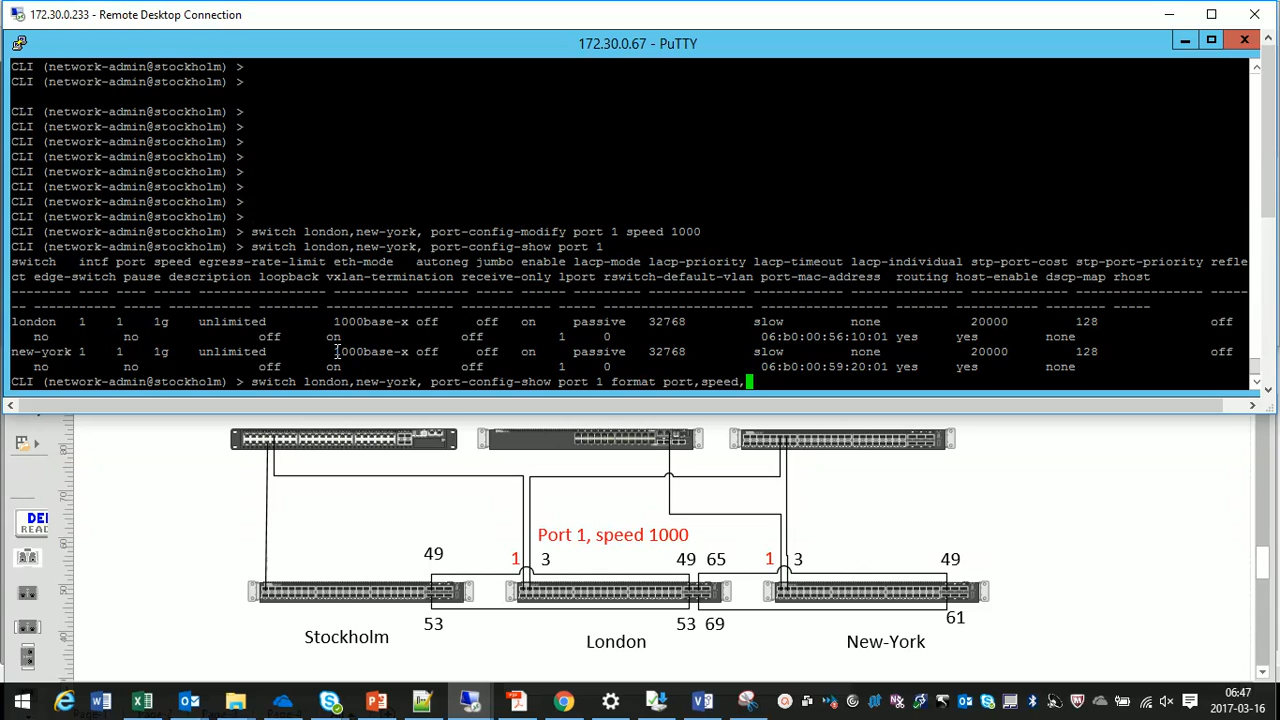 172.30.0.233 - Remote Desktop Connection
172.30.0.67 - PuTTY
CLI (network-admin@stockholm) >
CLI (network-admin@stockholm) >
CLI (network-admin@stockholm) >
CLI (network-admin@stockholm) >
CLI (network-admin@stockholm) >
CLI (network-admin@stockholm) >
CLI (network-admin@stockholm) >
CLI (network-admin@stockholm) >
CLI (network-admin@stockholm) >
CLI (network-admin@stockholm) >
CLI (network-admin@stockholm) > switch london,new-york, port-config-modify port 1 speed 1000
CLI (network-admin@stockholm) > switch london,new-york, port-config-show port 1
switch intf port speed egress-rate-limit eth-mode autoneg jumbo enable lacp-mode lacp-priority lacp-timeout lacp-individual stp-port-cost stp-port-priority refle
ct edge-switch pause description loopback vxlan-termination receive-only lport rswitch-default-vlan port-mac-address routing host-enable dscp-map rhost
------ ---- ---- ----- ----------------- ---------- ------- ----- ------ --------- ------------- ------------ --------------- ------------- ----------------- -----
-- ----------- ----- ----------- -------- ----------------- ------------ ----- -------------------- ----------------- ------- ----------- -------- -----
london 1 1 1g unlimited 1000base-x off off on passive 32768 slow none 20000 128 off
no no off on 1 0 06:b0:00:56:10:01 yes yes none
new-york 1 1 1g unlimited 1000base-x off off on passive 32768 slow none 20000 128 off
no no off on 1 0 06:b0:00:59:20:01 yes yes none
CLI (network-admin@stockholm) > switch london,new-york, port-config-show port 1 format port,speed,
80
70
60
50
DEL
READ
Port 1, speed 1000
49 1 3 49 65 1 3 49
53 53 69 61
Stockholm London New-York
06:47
2017-03-16
Page-1